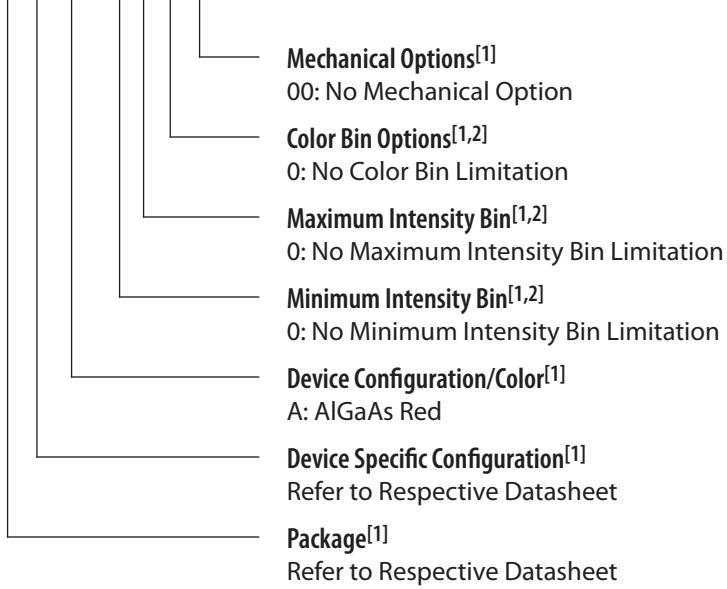 Mechanical Options[1]
00: No Mechanical Option
Color Bin Options[1,2]
0: No Color Bin Limitation
Maximum Intensity Bin[1,2]
0: No Maximum Intensity Bin Limitation
Minimum Intensity Bin[1,2]
0: No Minimum Intensity Bin Limitation
Device Configuration/Color[1]
A: AlGaAs Red
Device Specific Configuration[1]
Refer to Respective Datasheet
Package[1]
Refer to Respective Datasheet